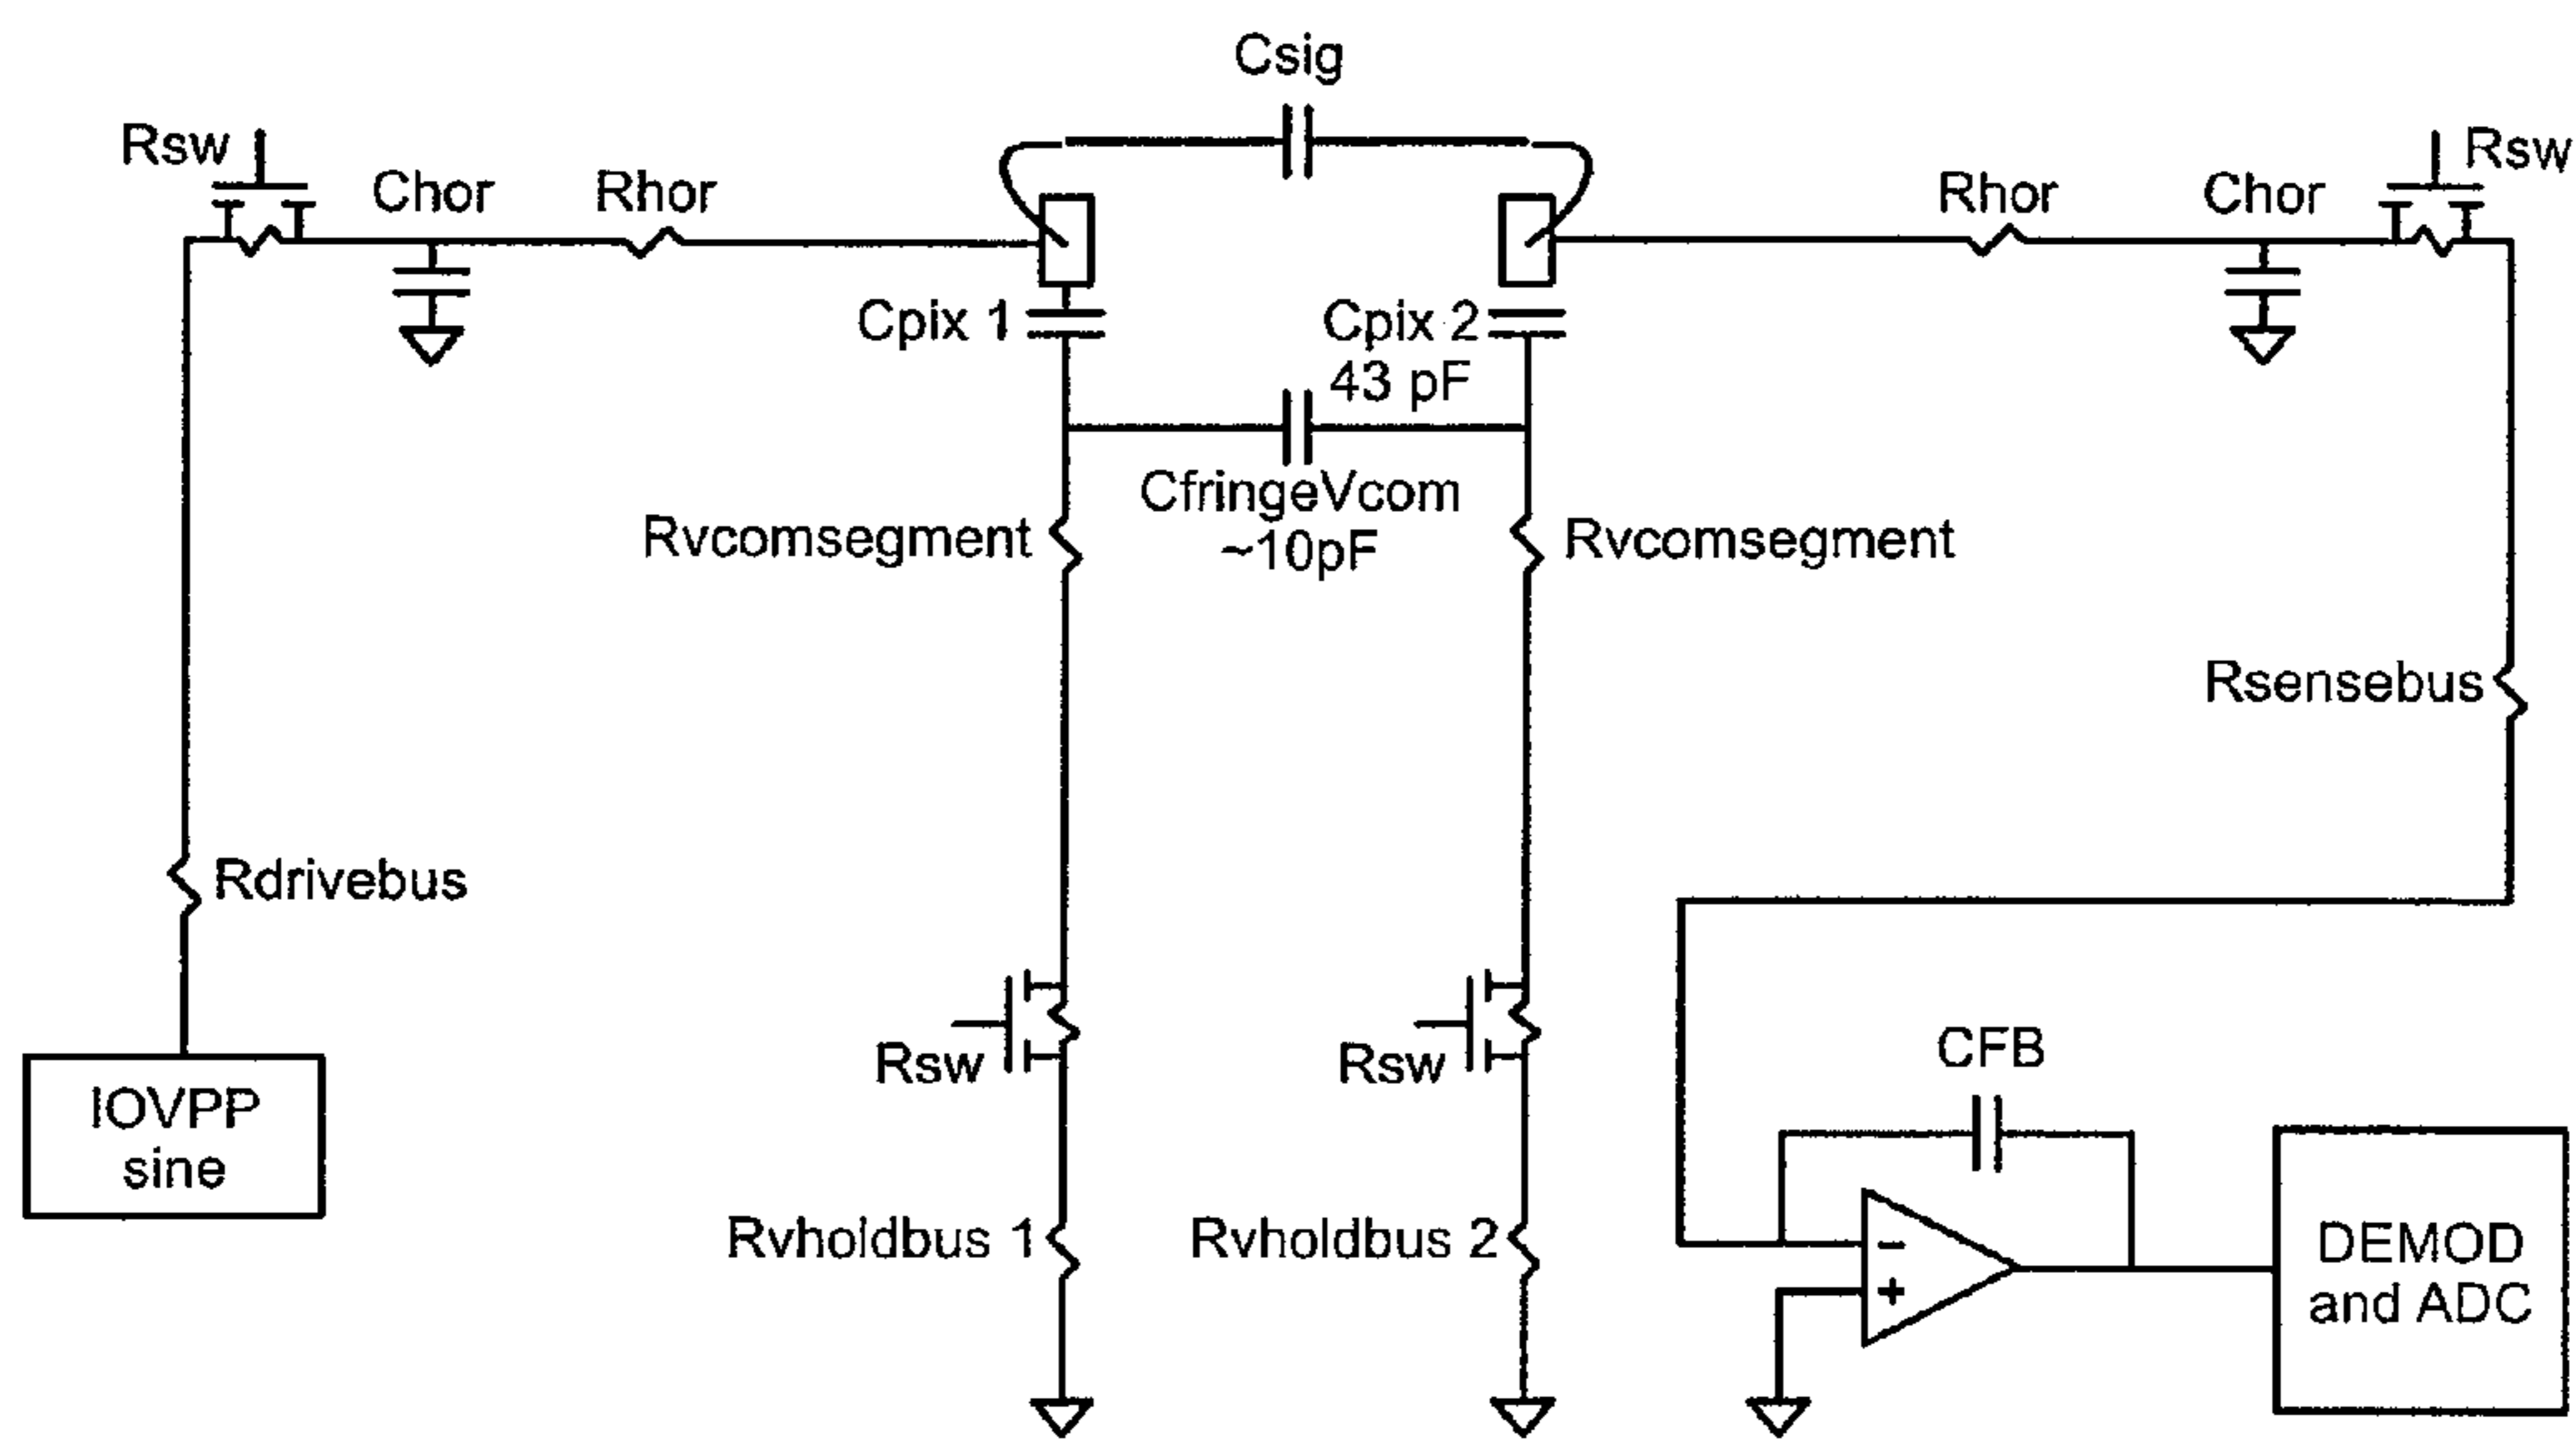 Csig
Rsw
Chor
Rhor
Rhor
Chor
Rsw
Cpix 1
Cpix 2
43 pF
CfringeVcom
~10pF
Rvcomsegment
Rvcomsegment
Rsensebus
Rdrivebus
IOVPP
sine
Rsw
Rsw
CFB
Rvholdbus 1
Rvholdbus 2
−
+
DEMOD
and ADC